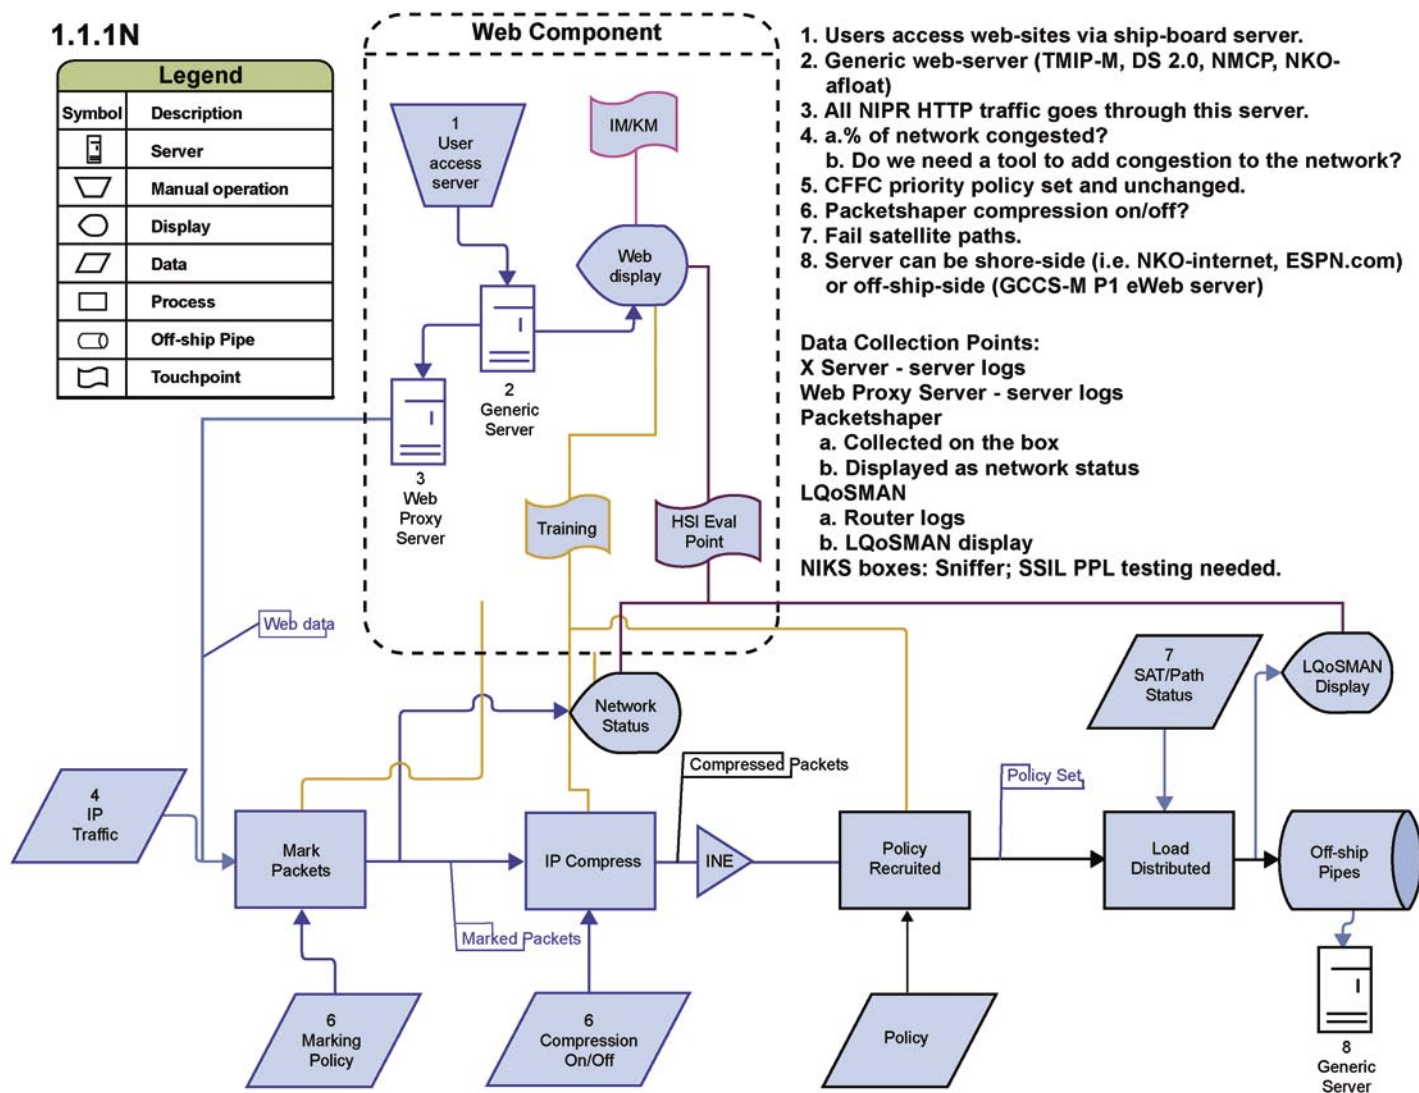 1.1.1N
Legend
Symbol Description
Server
Manual operation
Display
Data
Process
Off-ship Pipe
Touchpoint
Web Component
1
User
access
server
IM/KM
Web
display
2
Generic
Server
3
Web
Proxy
Server
Training
HSI Eval
Point
1. Users access web-sites via ship-board server.
2. Generic web-server (TMIP-M, DS 2.0, NMCP, NKO-
afloat)
3. All NIPR HTTP traffic goes through this server.
4. a.% of network congested?
b. Do we need a tool to add congestion to the network?
5. CFFC priority policy set and unchanged.
6. Packetshaper compression on/off?
7. Fail satellite paths.
8. Server can be shore-side (i.e. NKO-internet, ESPN.com)
or off-ship-side (GCCS-M P1 eWeb server)
Data Collection Points:
X Server - server logs
Web Proxy Server - server logs
Packetshaper
a. Collected on the box
b. Displayed as network status
LQoSMAN
a. Router logs
b. LQoSMAN display
NIKS boxes: Sniffer; SSIL PPL testing needed.
Web data
Network
Status
7
SAT/Path
Status
LQoSMAN
Display
4
IP
Traffic
Mark
Packets
Marked Packets
IP Compress
Compressed Packets
INE
Policy
Recruited
Policy Set
Load
Distributed
Off-ship
Pipes
6
Marking
Policy
6
Compression
On/Off
Policy
8
Generic
Server